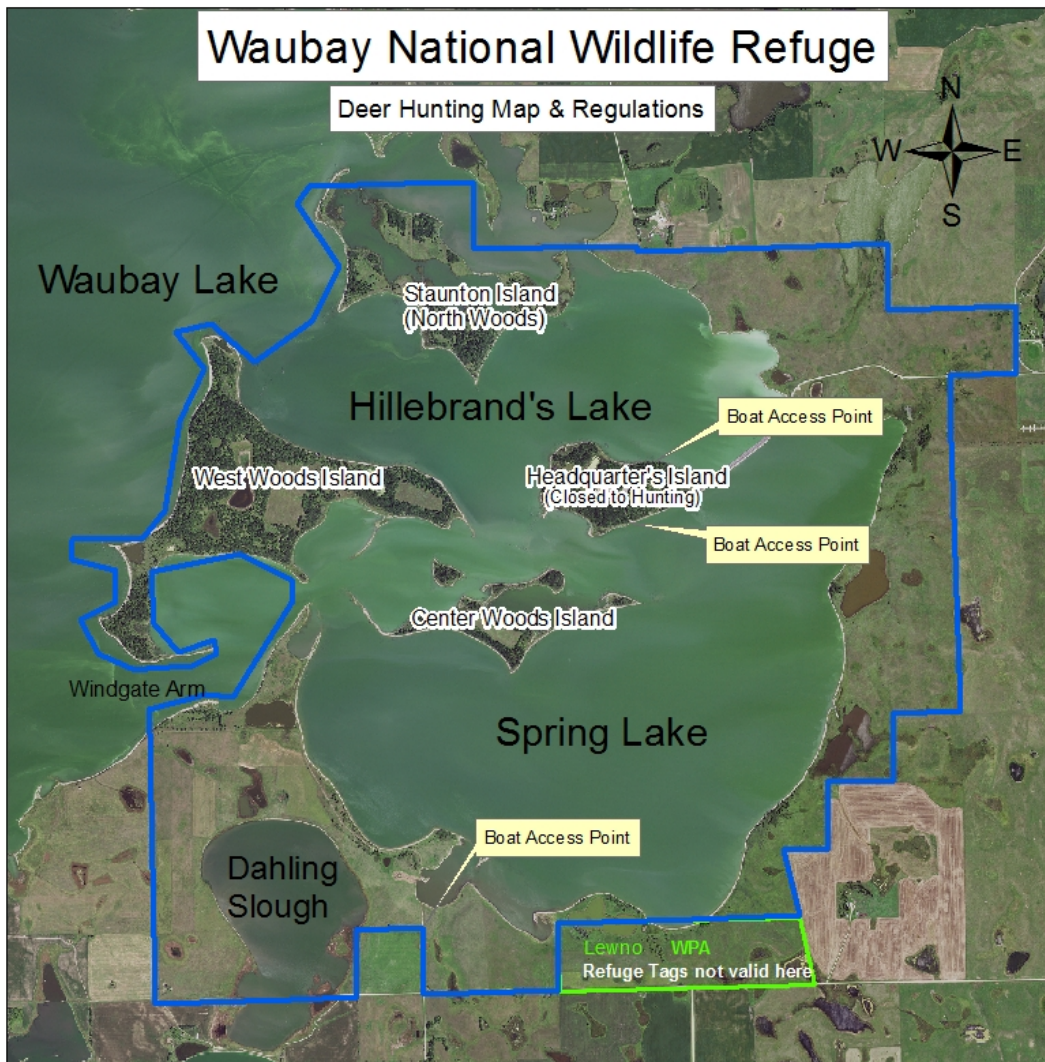 Waubay National Wildlife Refuge
Deer Hunting Map & Regulations
N
W E
S
Waubay Lake
Staunton Island
(North Woods)
Hillebrand's Lake
Boat Access Point
West Woods Island
Headquarter's Island
(Closed to Hunting)
Boat Access Point
Center Woods Island
Windgate Arm
Spring Lake
Boat Access Point
Dahling
Slough
Lewno WPA
Refuge Tags not valid here